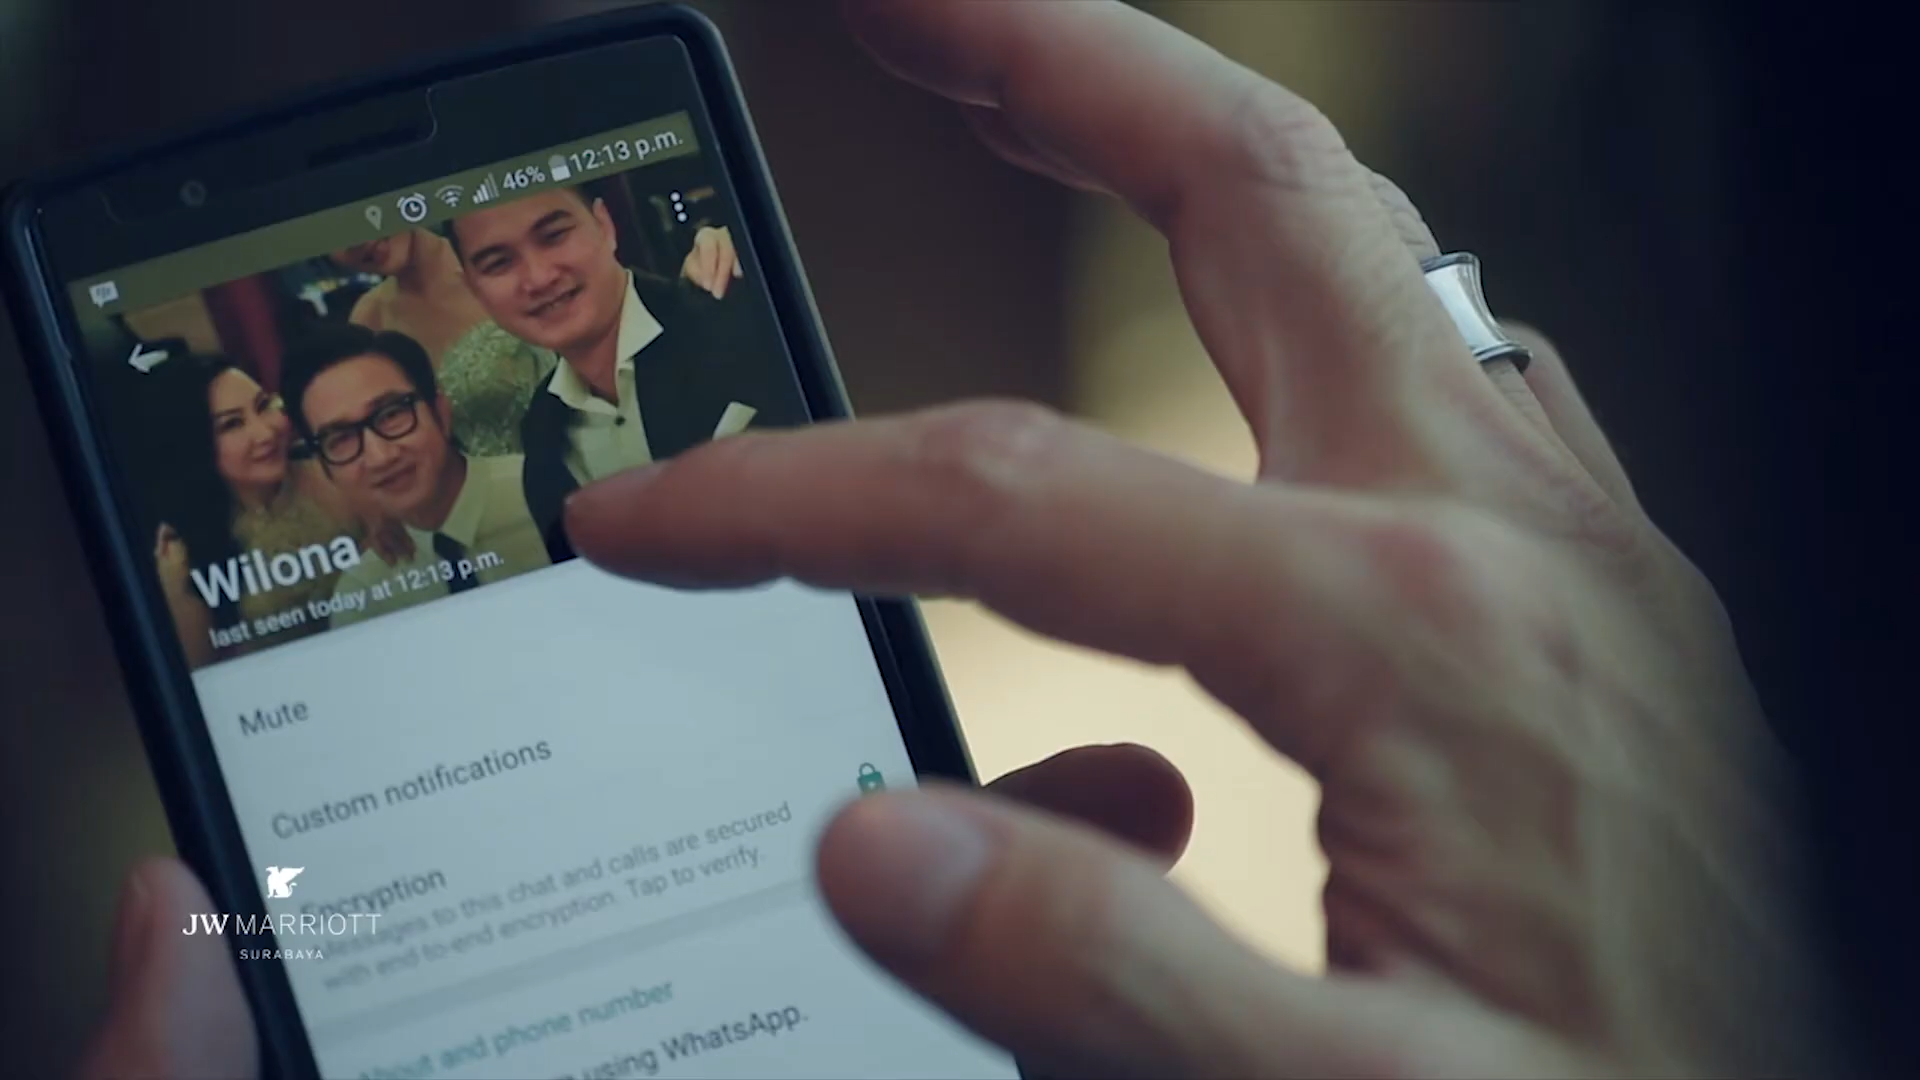 46% 12:13 p.m.
Wilona
last seen today at 12:13 p.m.
Mute
Custom notifications
Encryption
Messages to this chat and calls are secured
with end-to-end encryption. Tap to verify.
About and phone number
using WhatsApp.
JW MARRIOTT
SURABAYA